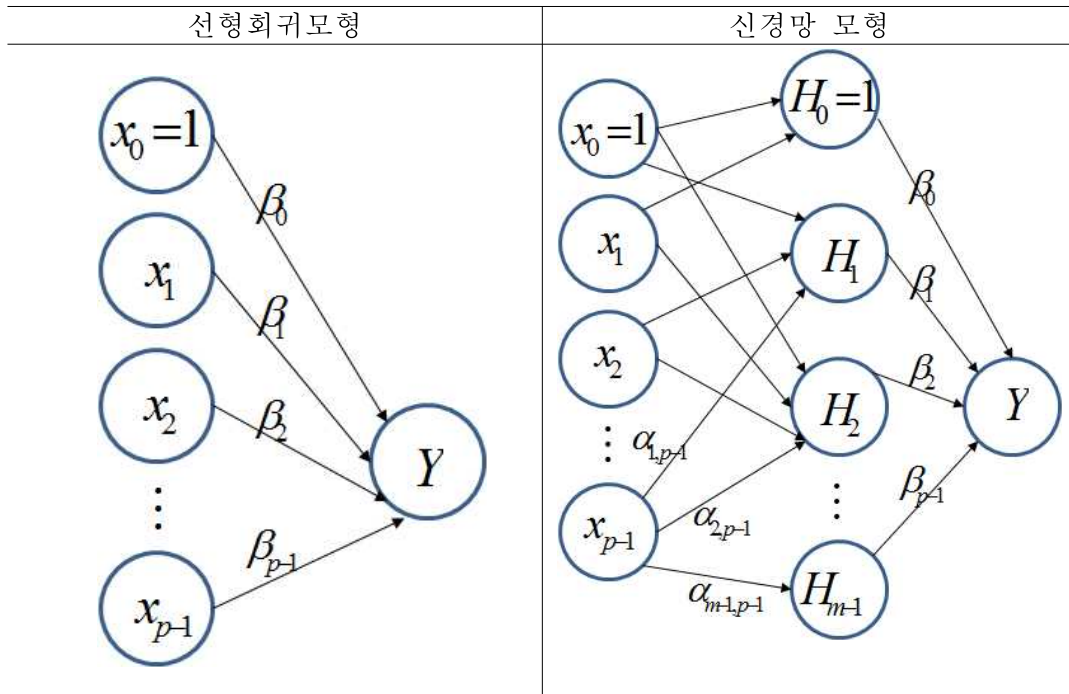 선형회귀모형
신경망 모형
x₀=1
x₁
x₂
⋮
xₚ₋₁
β₀
β₁
β₂
βₚ₋₁
Y
x₀=1
x₁
x₂
⋮
xₚ₋₁
α₁,ₚ₋₁
α₂,ₚ₋₁
αₘ₋₁,ₚ₋₁
H₀=1
H₁
H₂
⋮
Hₘ₋₁
β₀
β₁
β₂
βₚ₋₁
Y